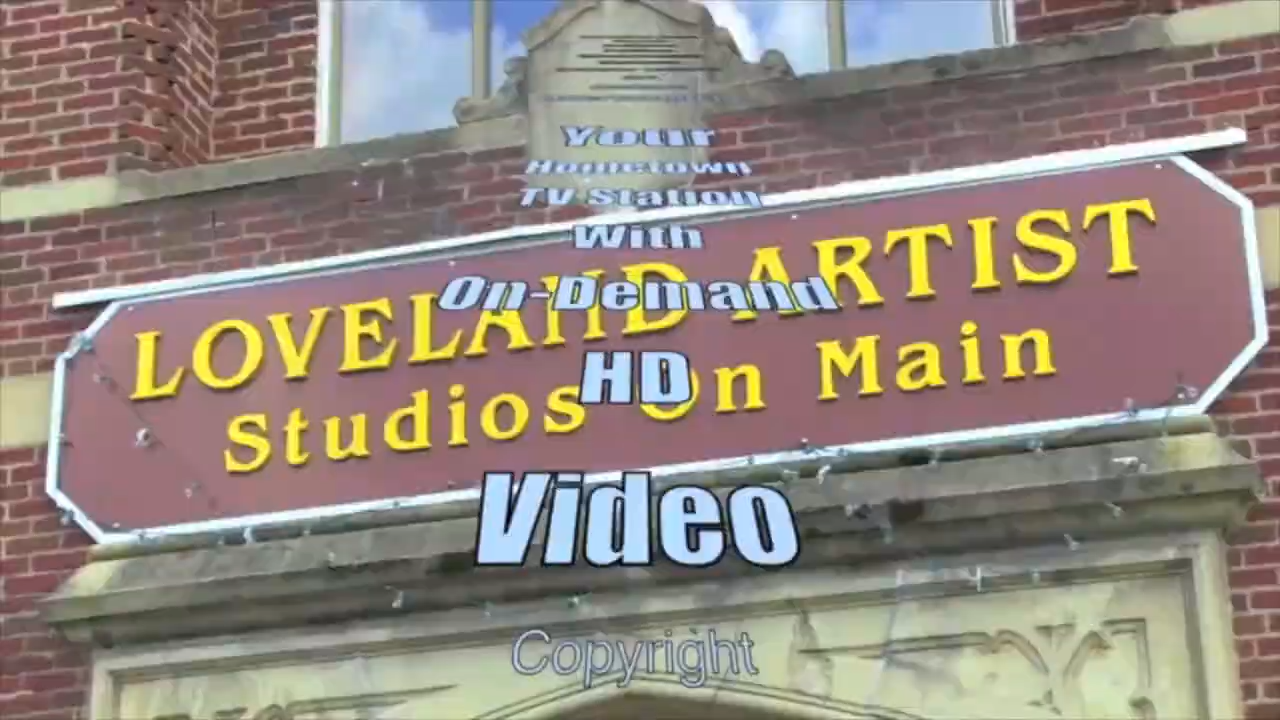 Your
Hometown
TV Station
With
On-Demand
HD
Video
Copyright
LOVELAND ARTIST
Studios On Main